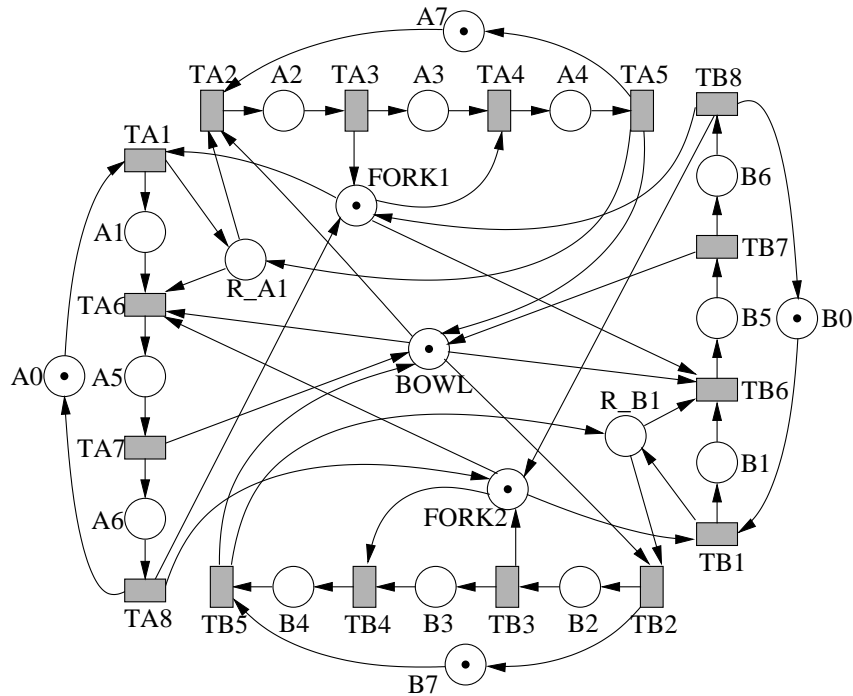 A7
TA2
A2
TA3
A3
TA4
A4
TA5
TB8
TA1
FORK1
B6
A1
R_A1
TB7
TA6
B5
B0
A0
A5
BOWL
R_B1
TB6
TA7
B1
A6
FORK2
TB1
TA8
TB5
B4
TB4
B3
TB3
B2
TB2
B7